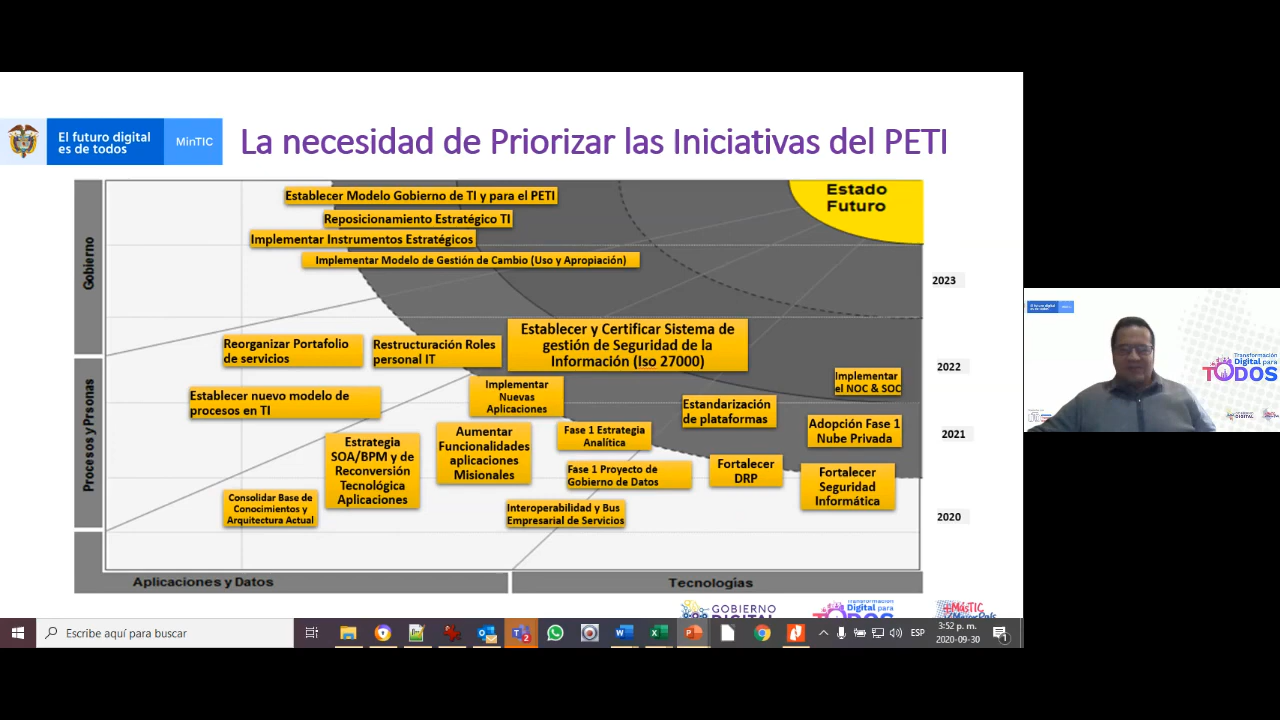 El futuro digital
es de todos
MinTIC
La necesidad de Priorizar las Iniciativas del PETI
Gobierno
Procesos y Prsonas
Establecer Modelo Gobierno de TI y para el PETI
Reposicionamiento Estratégico TI
Implementar Instrumentos Estratégicos
Implementar Modelo de Gestión de Cambio (Uso y Apropiación)
Estado
Futuro
2023
Reorganizar Portafolio
de servicios
Restructuración Roles
personal IT
Establecer y Certificar Sistema de
gestión de Seguridad de la
Información (Iso 27000)
2022
Establecer nuevo modelo de
procesos en TI
Implementar
Nuevas
Aplicaciones
Implementar
el NOC & SOC
Estandarización
de plataformas
Adopción Fase 1
Nube Privada
2021
Estrategia
SOA/BPM y de
Reconversión
Tecnológica
Aplicaciones
Aumentar
Funcionalidades
aplicaciones
Misionales
Fase 1 Estrategia
Analítica
Fase 1 Proyecto de
Gobierno de Datos
Fortalecer
DRP
Fortalecer
Seguridad
Informática
Consolidar Base de
Conocimientos y
Arquitectura Actual
Interoperabilidad y Bus
Empresarial de Servicios
2020
Aplicaciones y Datos
Tecnologías
GOBIERNO
Transformación
Digital para
+MásTIC
Escribe aquí para buscar
ESP
3:52 p. m.
2020-09-30
1
Transformación
Digital para
TODOS